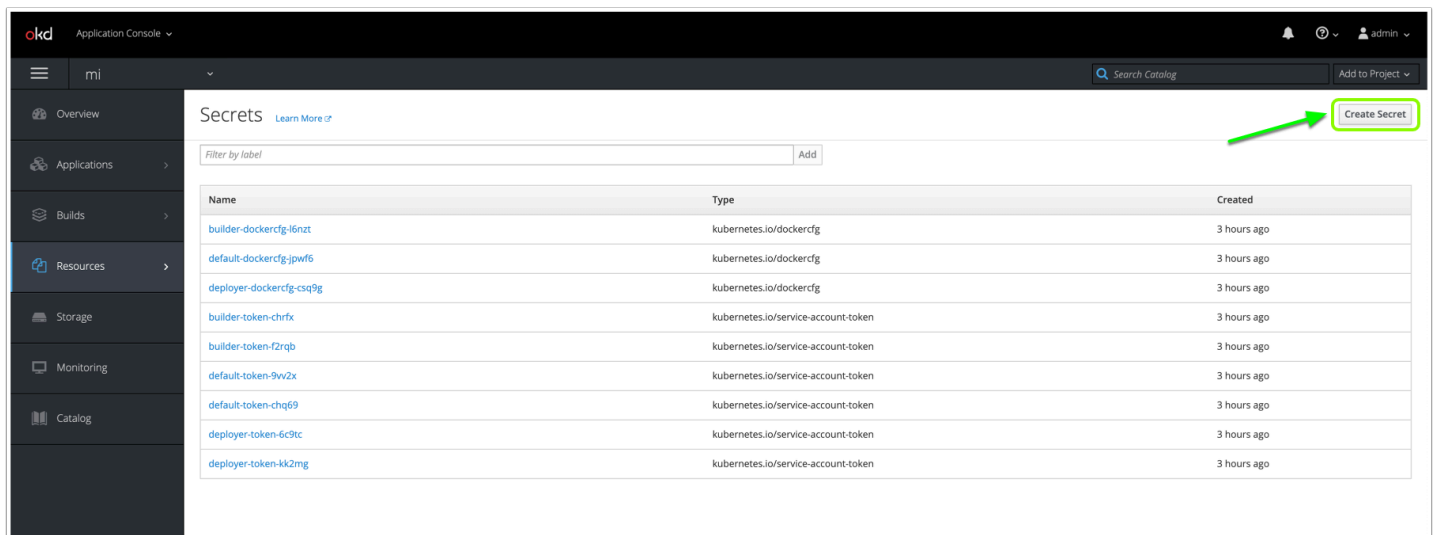 okd Application Console admin
mi Search Catalog Add to Project
Overview
Applications
Builds
Resources
Storage
Monitoring
Catalog
Secrets Learn More Create Secret
Filter by label Add
Name Type Created
builder-dockercfg-l6nzt kubernetes.io/dockercfg 3 hours ago
default-dockercfg-jpwf6 kubernetes.io/dockercfg 3 hours ago
deployer-dockercfg-csq9g kubernetes.io/dockercfg 3 hours ago
builder-token-chrfx kubernetes.io/service-account-token 3 hours ago
builder-token-f2rqb kubernetes.io/service-account-token 3 hours ago
default-token-9vv2x kubernetes.io/service-account-token 3 hours ago
default-token-chq69 kubernetes.io/service-account-token 3 hours ago
deployer-token-6c9tc kubernetes.io/service-account-token 3 hours ago
deployer-token-kk2mg kubernetes.io/service-account-token 3 hours ago